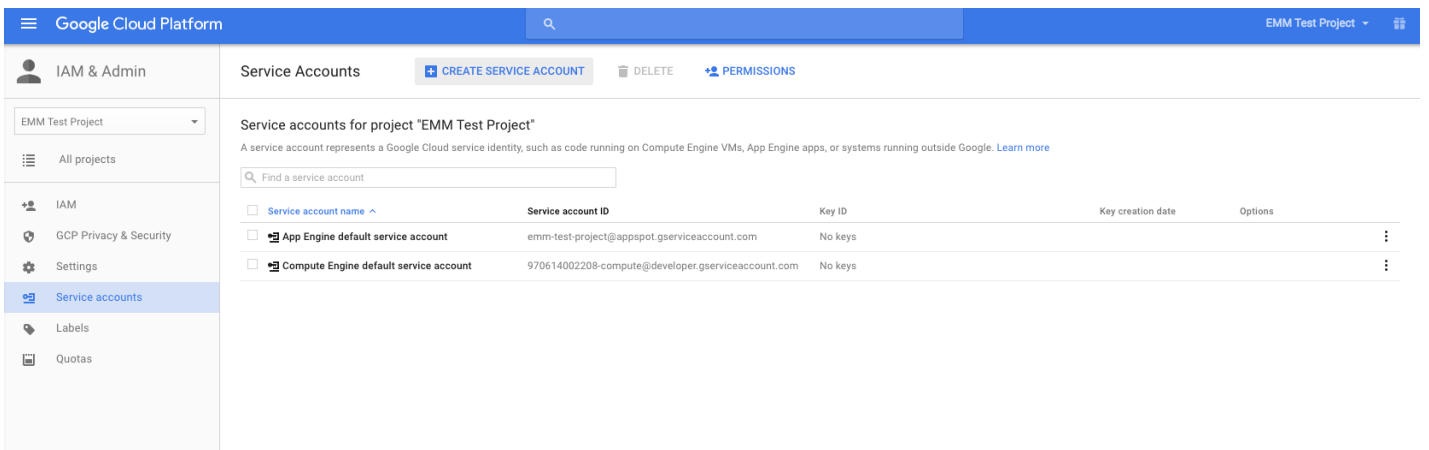 Google Cloud Platform
EMM Test Project
IAM & Admin
Service Accounts
CREATE SERVICE ACCOUNT
DELETE
PERMISSIONS
EMM Test Project
All projects
IAM
GCP Privacy & Security
Settings
Service accounts
Labels
Quotas
Service accounts for project "EMM Test Project"
A service account represents a Google Cloud service identity, such as code running on Compute Engine VMs, App Engine apps, or systems running outside Google. Learn more
Find a service account
Service account name Service account ID Key ID Key creation date Options
App Engine default service account emm-test-project@appspot.gserviceaccount.com No keys
Compute Engine default service account 970614002208-compute@developer.gserviceaccount.com No keys